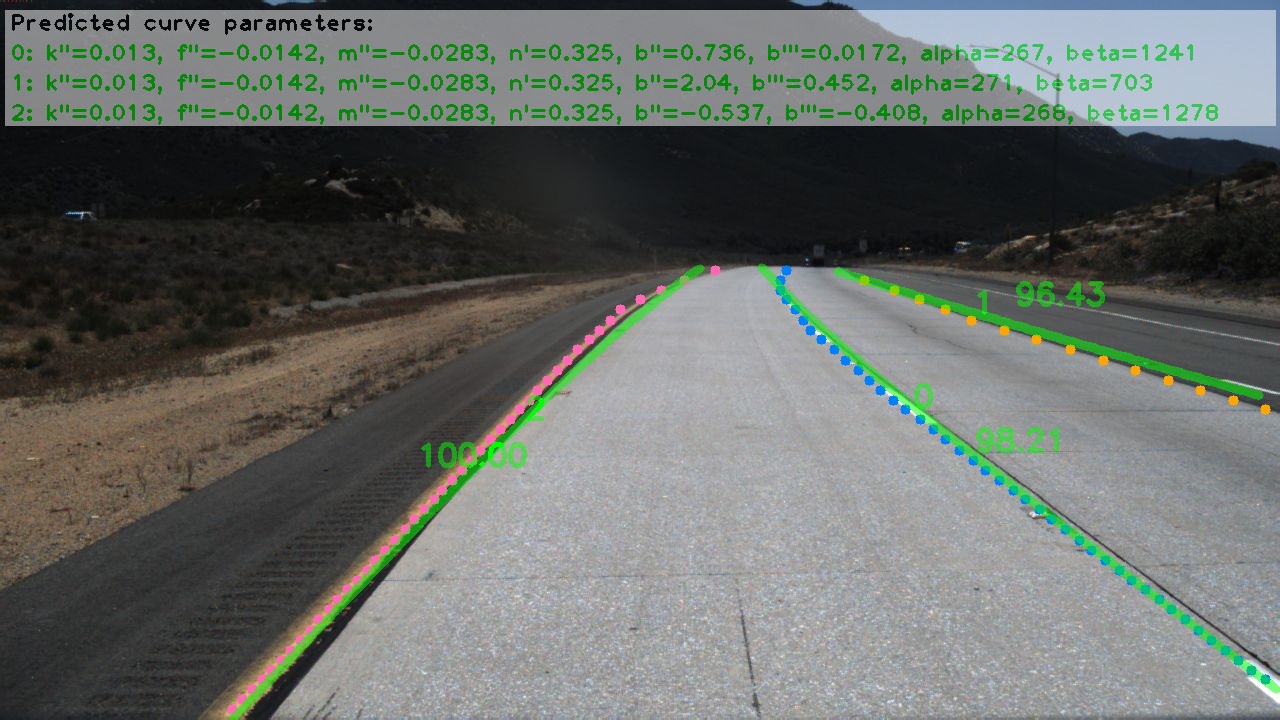 Predicted curve parameters:
0: k''=0.013, f''=-0.0142, m''=-0.0283, n'=0.325, b''=0.736, b'''=0.0172, alpha=267, beta=1241
1: k''=0.013, f''=-0.0142, m''=-0.0283, n'=0.325, b''=2.04, b'''=0.452, alpha=271, beta=703
2: k''=0.013, f''=-0.0142, m''=-0.0283, n'=0.325, b''=-0.537, b'''=-0.408, alpha=268, beta=1278
1 96.43
0
2
98.21
100.00